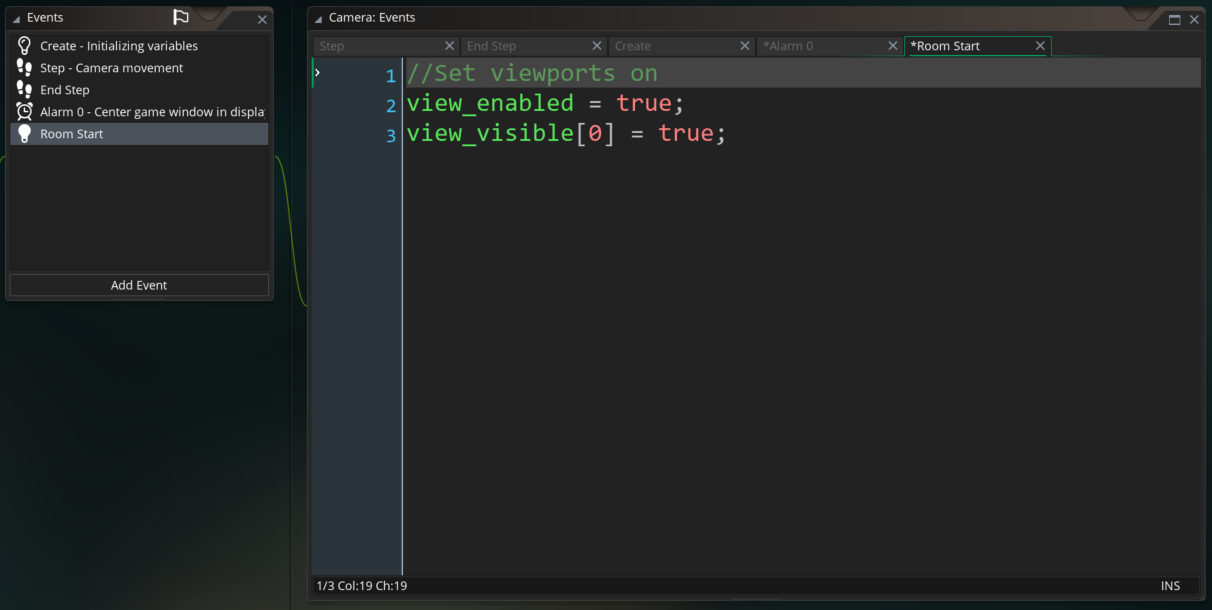 Events
Create - Initializing variables
Step - Camera movement
End Step
Alarm 0 - Center game window in displa
Room Start
Add Event
Camera: Events
Step
End Step
Create
*Alarm 0
*Room Start
1 //Set viewports on
2 view_enabled = true;
3 view_visible[0] = true;
1/3 Col:19 Ch:19
INS